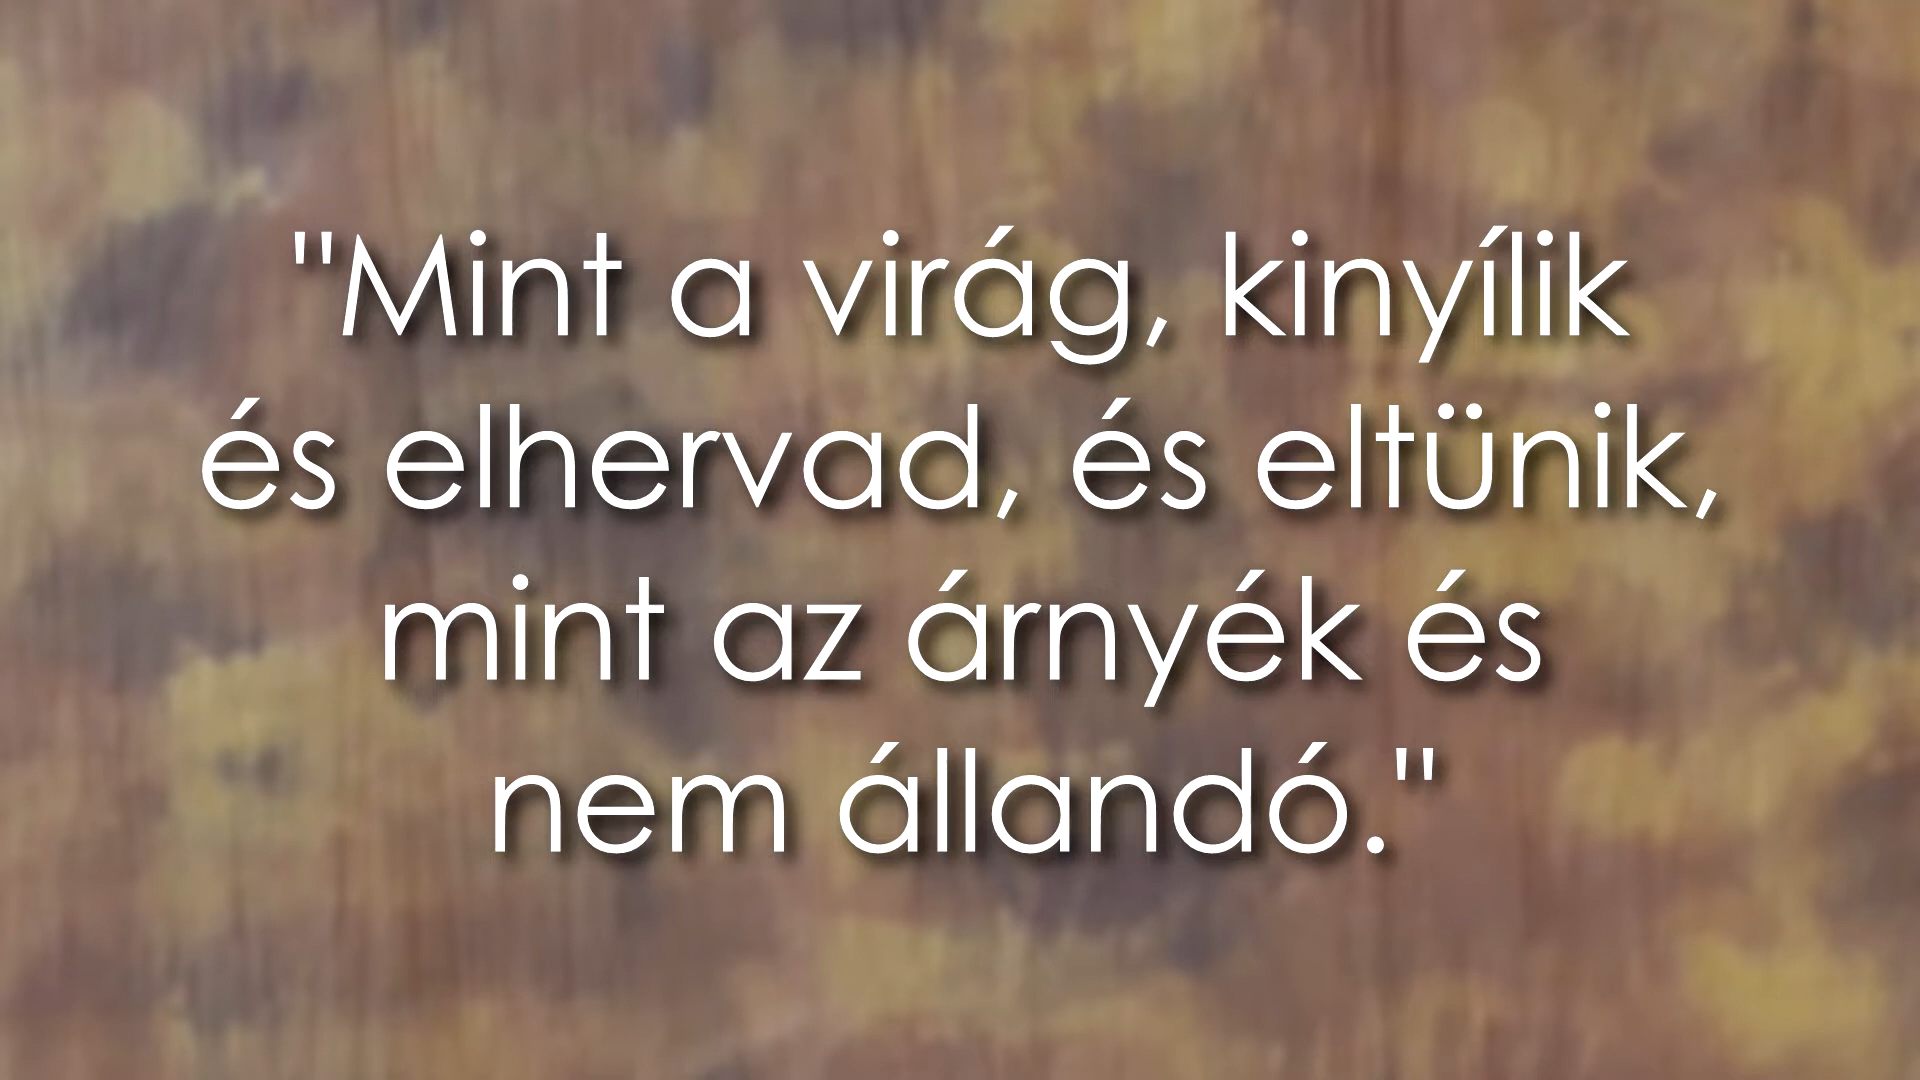 "Mint a virág, kinyílik
és elhervad, és eltünik,
mint az árnyék és
nem állandó."